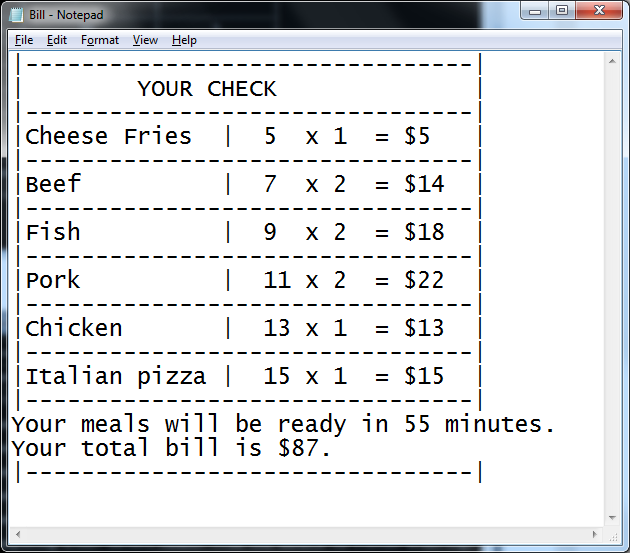 Bill - Notepad
File Edit Format View Help
|--------------------------------|
YOUR CHECK
|--------------------------------|
|Cheese Fries | 5 x 1 = $5 |
|--------------------------------|
|Beef | 7 x 2 = $14 |
|--------------------------------|
|Fish | 9 x 2 = $18 |
|--------------------------------|
|Pork | 11 x 2 = $22 |
|--------------------------------|
|Chicken | 13 x 1 = $13 |
|--------------------------------|
|Italian pizza | 15 x 1 = $15 |
|--------------------------------|
Your meals will be ready in 55 minutes.
Your total bill is $87.
|--------------------------------|